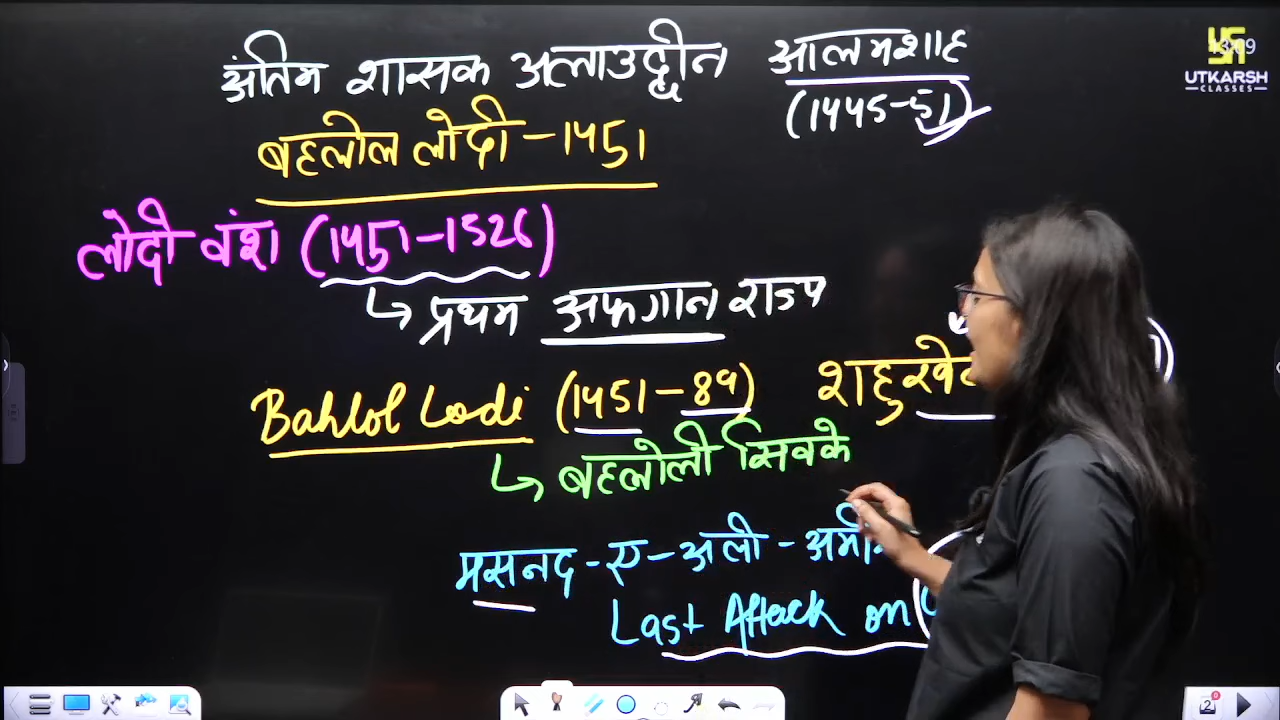 अंतिम शासक अलाउद्दीन आलमशाह
(1445-51)
UTKARSH
CLASSES
बहलोल लोदी - 1451
लोदी वंश (1451-1526)
प्रथम अफगान राज्य
Bahlol Lodi (1451-89)
बहलोली सिक्के
मसनद-ए-अली-
Last Attack on